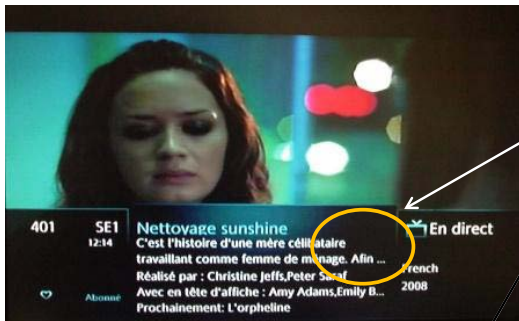 401
SE1
12:14
Abonné
Nettoyage sunshine
C'est l'histoire d'une mère célibataire
travaillant comme femme de ménage. Afin ...
Réalisé par : Christine Jeffs,Peter Saraf
Avec en tête d'affiche : Amy Adams,Emily B...
Prochainement: L'orpheline
En direct
French
2008